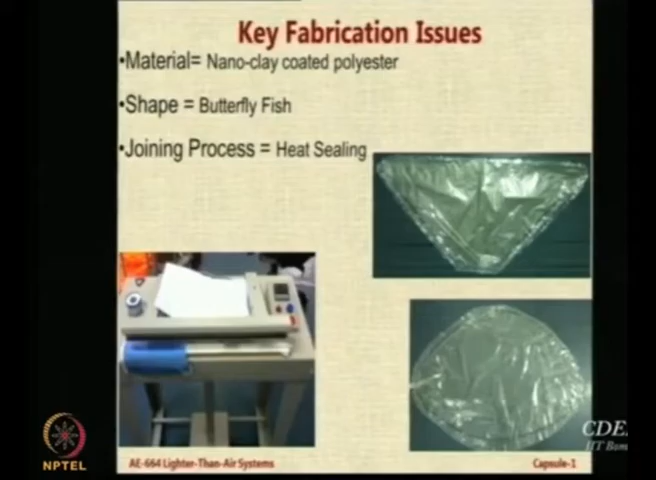 Key Fabrication Issues
•Material= Nano-clay coated polyester
•Shape = Butterfly Fish
•Joining Process = Heat Sealing
NPTEL
AE-664 Lighter-Than-Air Systems
Capsule-1
CDE
IIT Bom